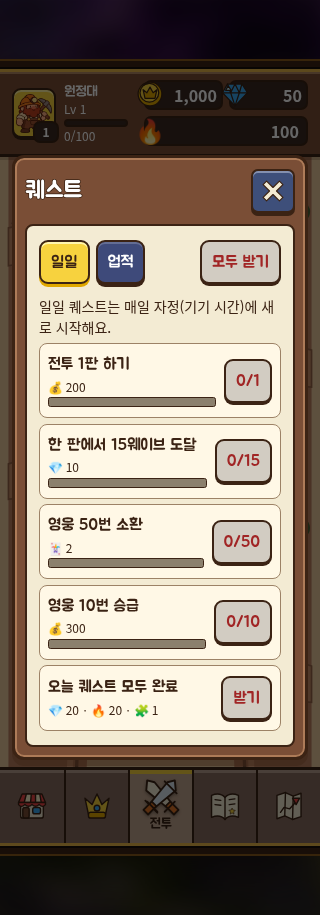 원정대
Lv 1
0/100
1
1,000
50
100
퀘스트
일일
업적
모두 받기
일일 퀘스트는 매일 자정(기기 시간)에 새
로 시작해요.
전투 1판 하기
200
0/1
한 판에서 15웨이브 도달
10
0/15
영웅 50번 소환
2
0/50
영웅 10번 승급
300
0/10
오늘 퀘스트 모두 완료
20 · 20 · 1
받기
전투